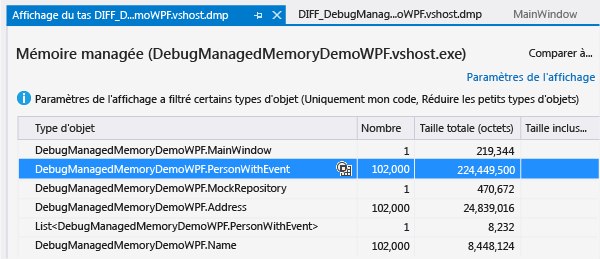 Affichage du tas DIFF_D...moWPF.vshost.dmp DIFF_DebugManag...oWPF.vshost.dmp MainWindow
Mémoire managée (DebugManagedMemoryDemoWPF.vshost.exe) Comparer à...
Paramètres de l'affichage
Paramètres de l'affichage a filtré certains types d'objet (Uniquement mon code, Réduire les petits types d'objets)
Type d'objet Nombre Taille totale (octets) Taille inclus...
DebugManagedMemoryDemoWPF.MainWindow 1 219,344
DebugManagedMemoryDemoWPF.PersonWithEvent 102,000 224,449,500
DebugManagedMemoryDemoWPF.MockRepository 1 470,672
DebugManagedMemoryDemoWPF.Address 102,000 24,839,016
List<DebugManagedMemoryDemoWPF.PersonWithEvent> 1 8,232
DebugManagedMemoryDemoWPF.Name 102,000 8,448,124